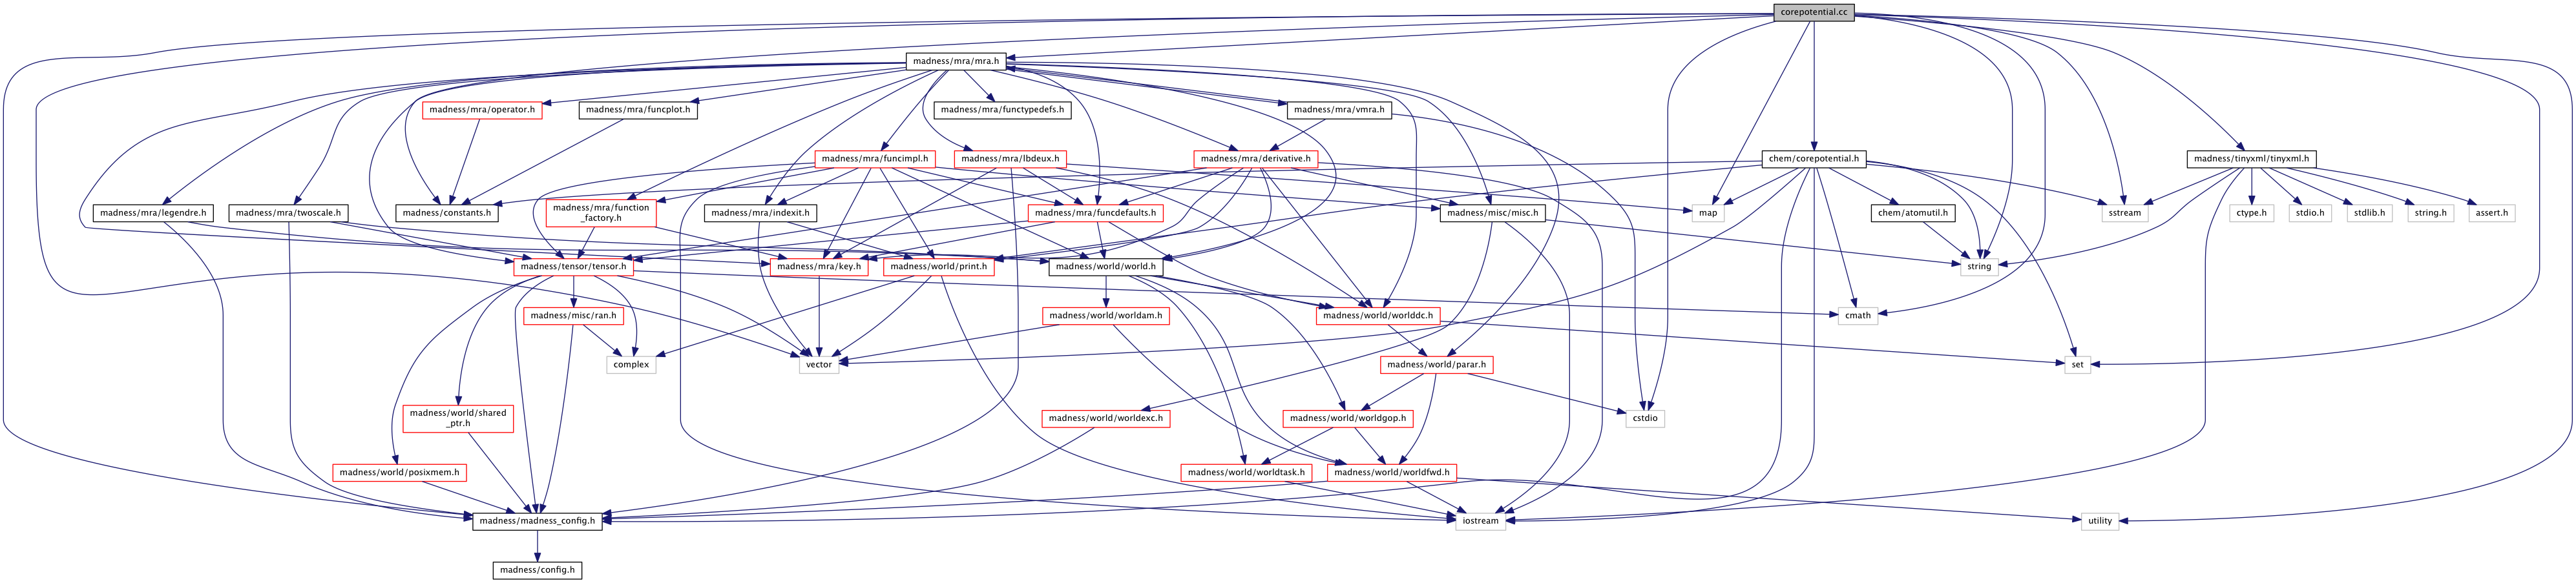 corepotential.cc
madness/mra/mra.h
madness/mra/operator.h
madness/mra/funcplot.h
madness/mra/functypedefs.h
madness/mra/vmra.h
madness/mra/funcimpl.h
madness/mra/lbdeux.h
madness/mra/derivative.h
chem/corepotential.h
madness/tinyxml/tinyxml.h
madness/mra/legendre.h
madness/mra/twoscale.h
madness/constants.h
madness/mra/function
_factory.h
madness/mra/indexit.h
madness/mra/funcdefaults.h
madness/misc/misc.h
map
chem/atomutil.h
sstream
ctype.h
stdio.h
stdlib.h
string.h
assert.h
madness/tensor/tensor.h
madness/mra/key.h
madness/world/print.h
madness/world/world.h
string
madness/misc/ran.h
madness/world/worldam.h
madness/world/worlddc.h
cmath
complex
vector
madness/world/parar.h
set
madness/world/shared
_ptr.h
madness/world/worldexc.h
madness/world/worldgop.h
cstdio
madness/world/posixmem.h
madness/world/worldtask.h
madness/world/worldfwd.h
madness/madness_config.h
iostream
utility
madness/config.h